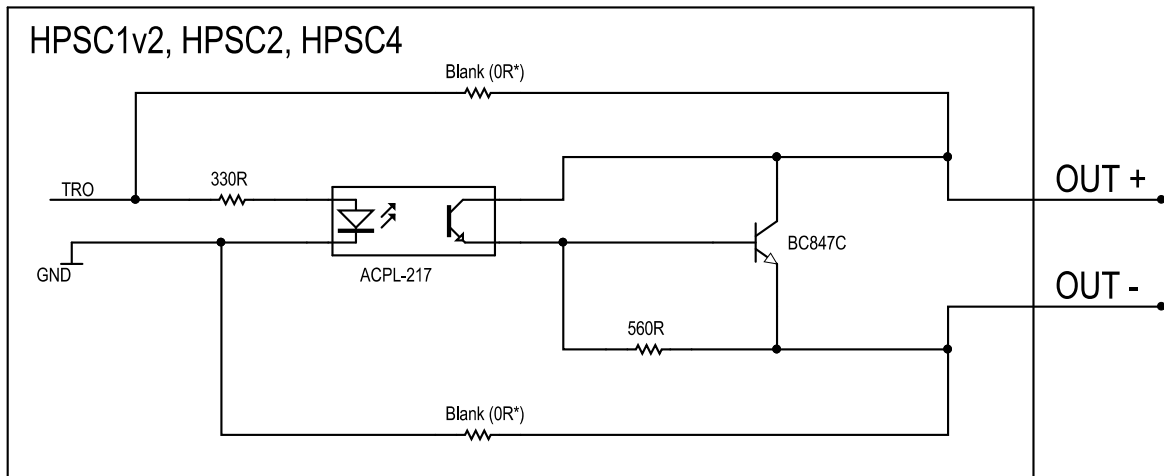 HPSC1v2, HPSC2, HPSC4
Blank (0R*)
330R
TRO
OUT +
BC847C
GND
ACPL-217
OUT -
560R
Blank (0R*)